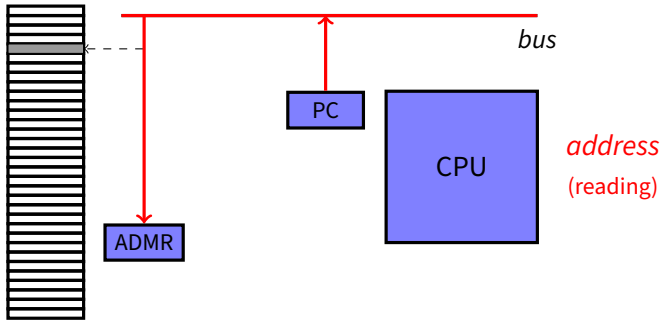 bus
PC
CPU
address
(reading)
ADMR